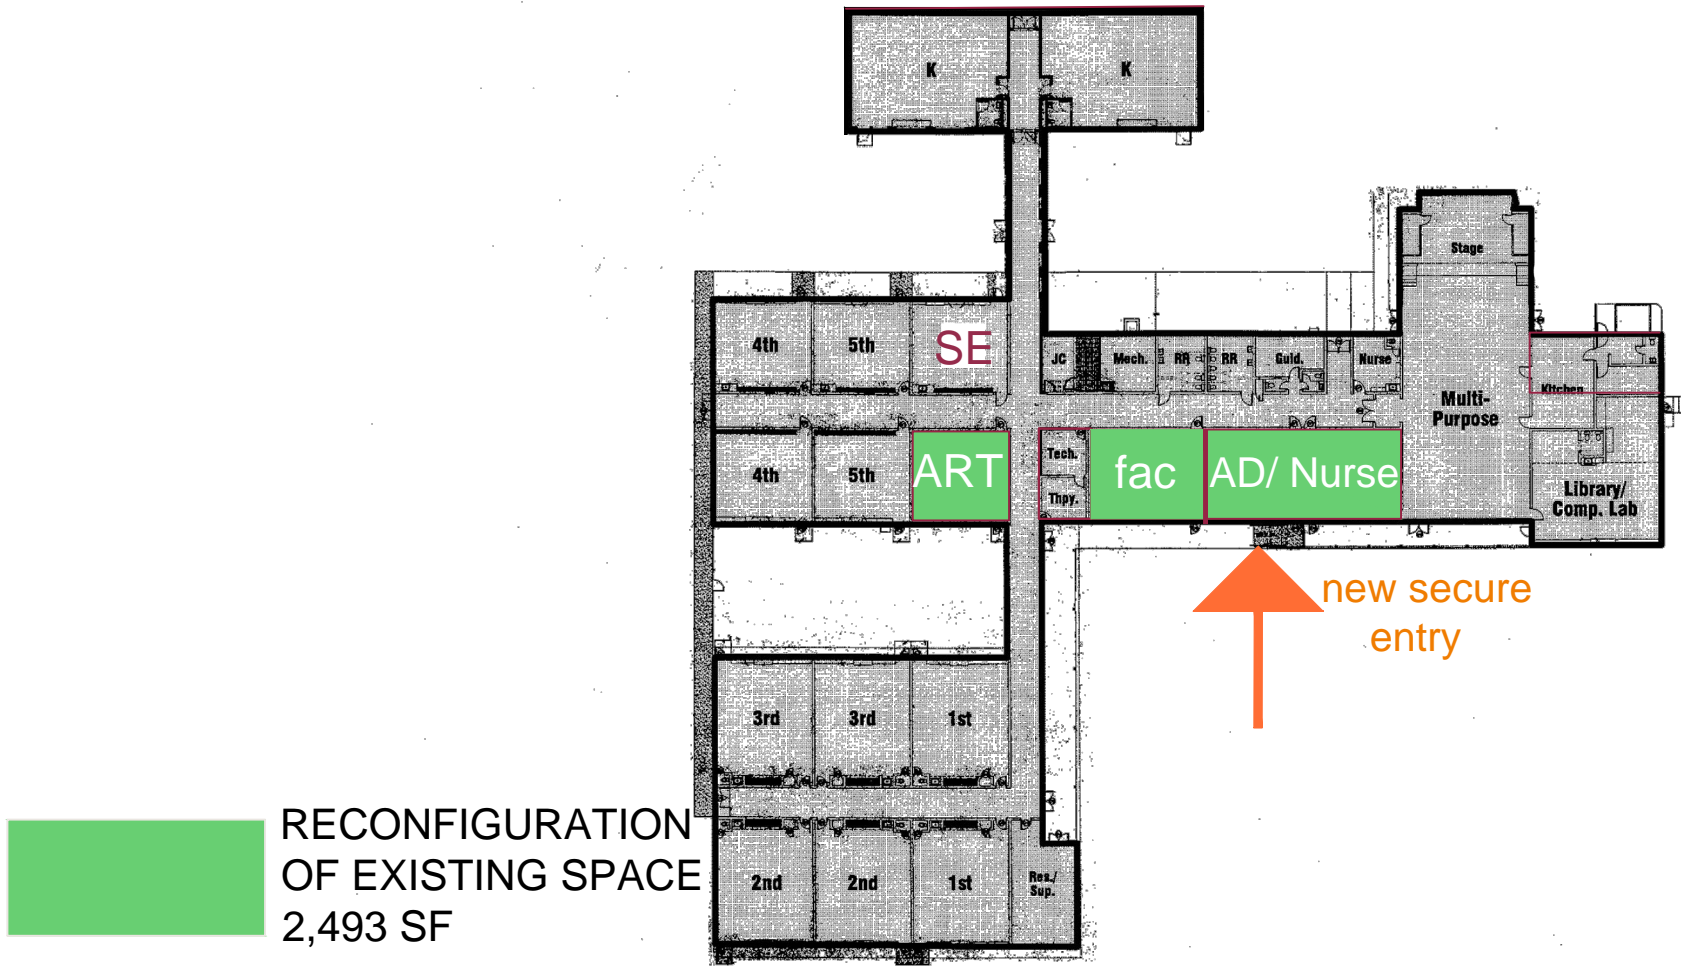 K
K
Stage
4th
5th
SE
JC
Mech.
RR
RR
Guid.
Nurse
Kitchen
Multi-
Purpose
4th
5th
ART
Tech.
Thpy.
fac
AD/ Nurse
Library/
Comp. Lab
new secure
entry
3rd
3rd
1st
2nd
2nd
1st
Res./
Sup.
RECONFIGURATION
OF EXISTING SPACE
2,493 SF